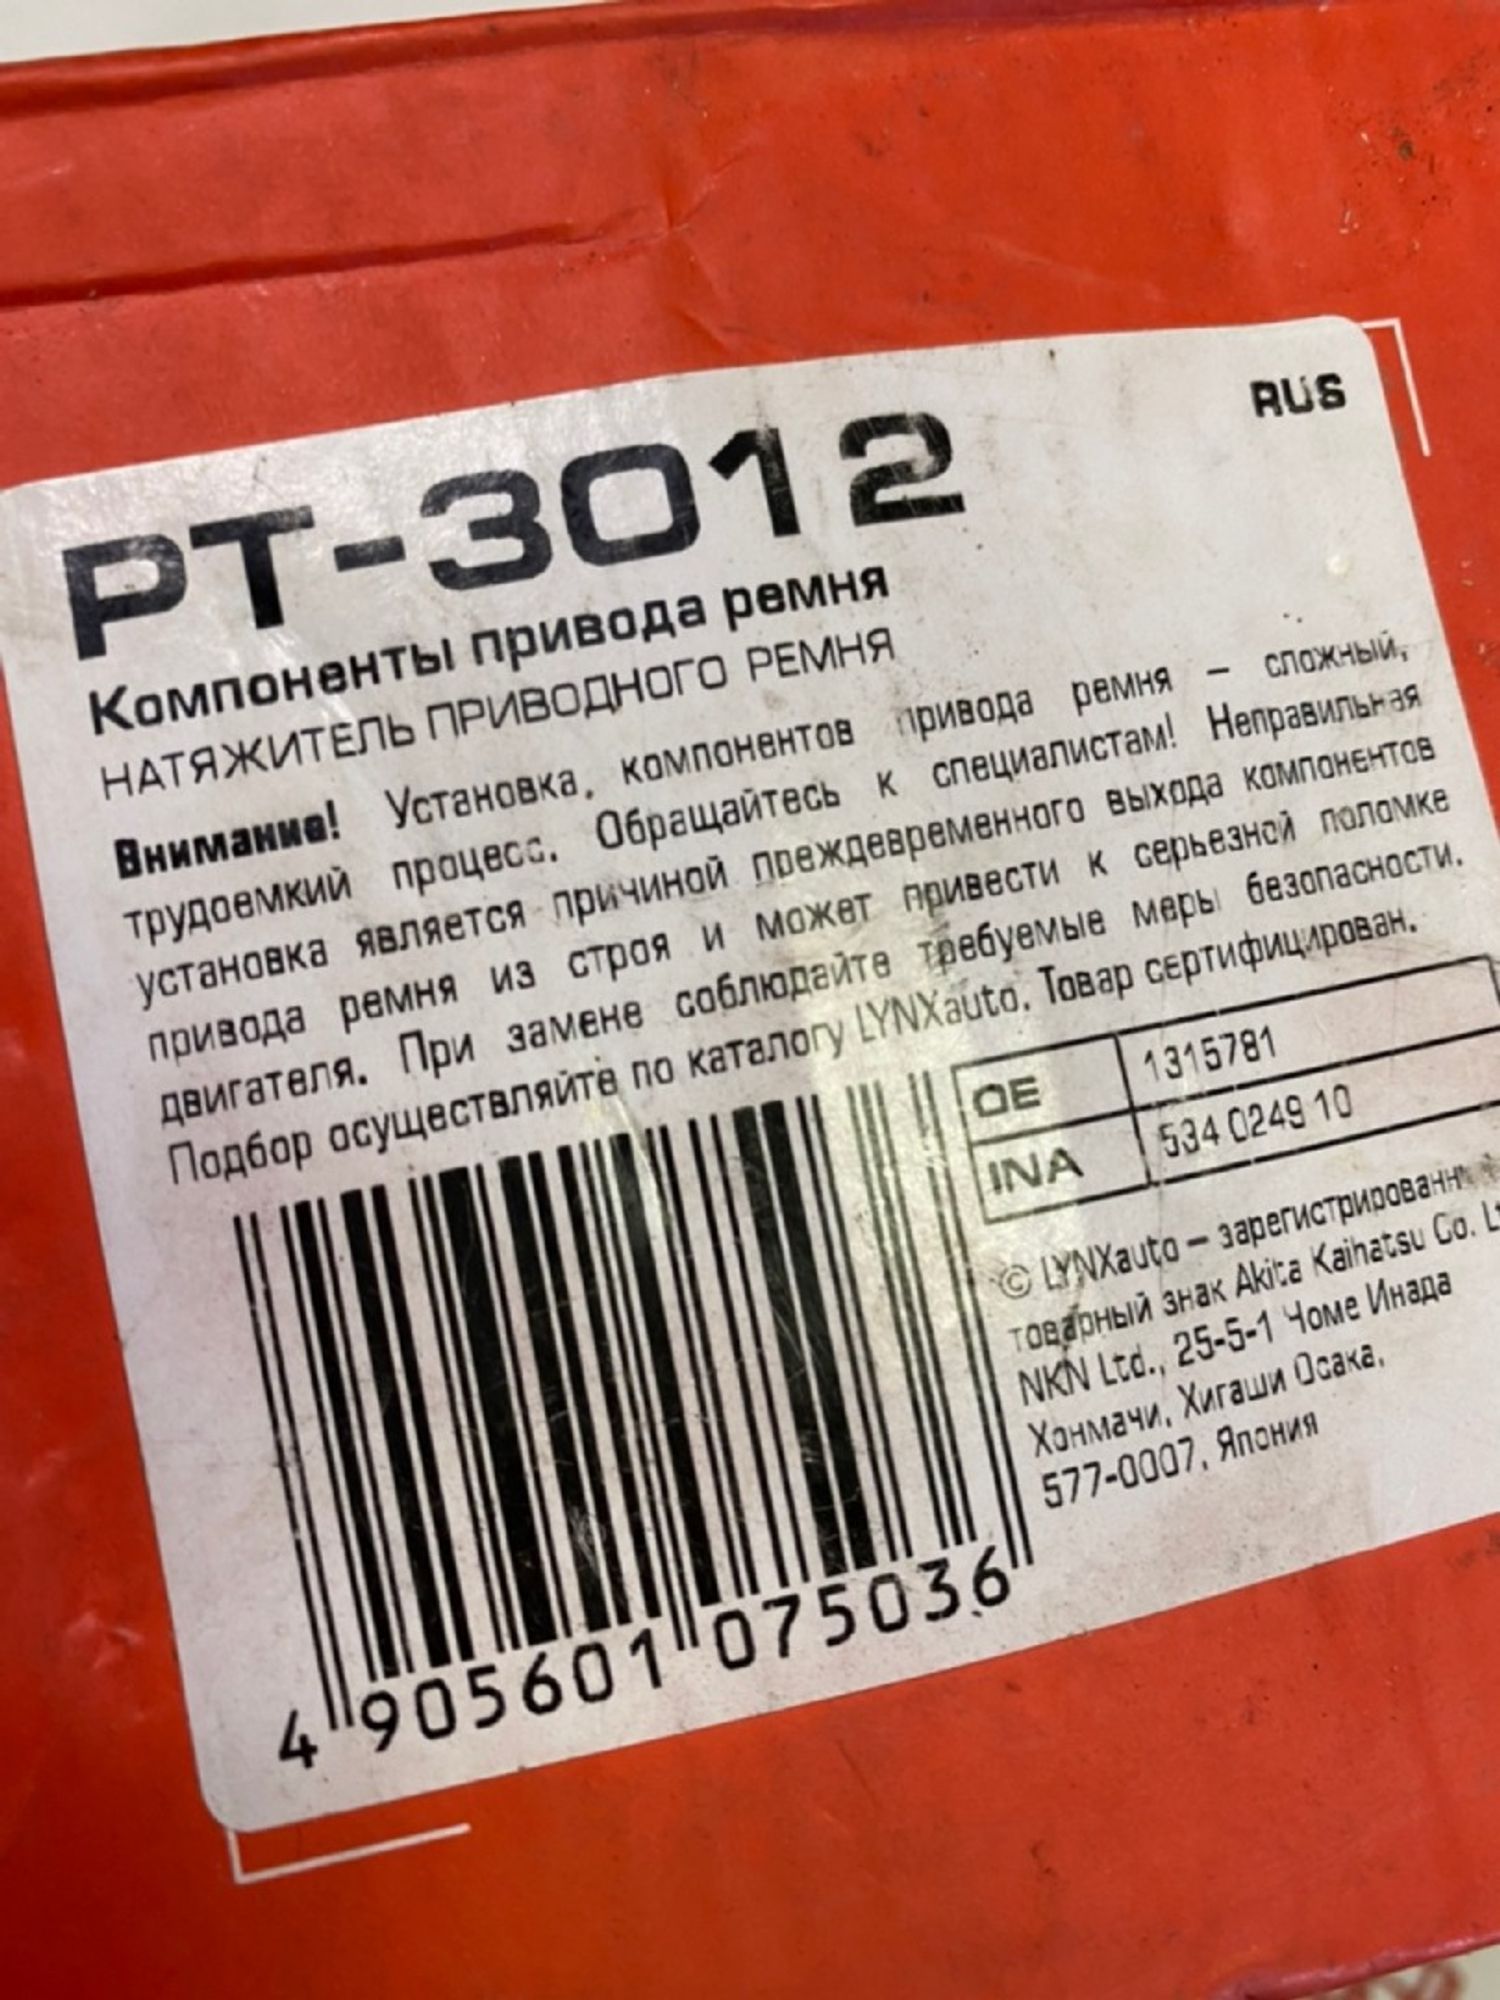 RUS
PT-3012
Компоненты привода ремня
НАТЯЖИТЕЛЬ ПРИВОДНОГО РЕМНЯ
Внимание! Установка, компонентов привода ремня – сложный,
трудоемкий процесс. Обращайтесь к специалистам! Неправильная
установка является причиной преждевременного выхода компонентов
привода ремня из строя и может привести к серьезной поломке
двигателя. При замене соблюдайте требуемые меры безопасности.
Подбор осуществляйте по каталогу LYNXauto. Товар сертифицирован.
OE 1315781
INA 534 0249 10
© LYNXauto – зарегистрированн
товарный знак Akita Kaihatsu Co. Lt
NKN Ltd., 25-5-1 Чоме Инада
Хонмачи, Хигаши Осака,
577-0007, Япония
4 905601 075036